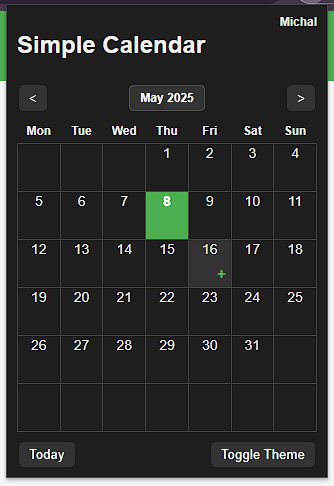 Michal
Simple Calendar
< May 2025 >
Mon Tue Wed Thu Fri Sat Sun
1 2 3 4
5 6 7 8 9 10 11
12 13 14 15 16 17 18
+
19 20 21 22 23 24 25
26 27 28 29 30 31
Today Toggle Theme